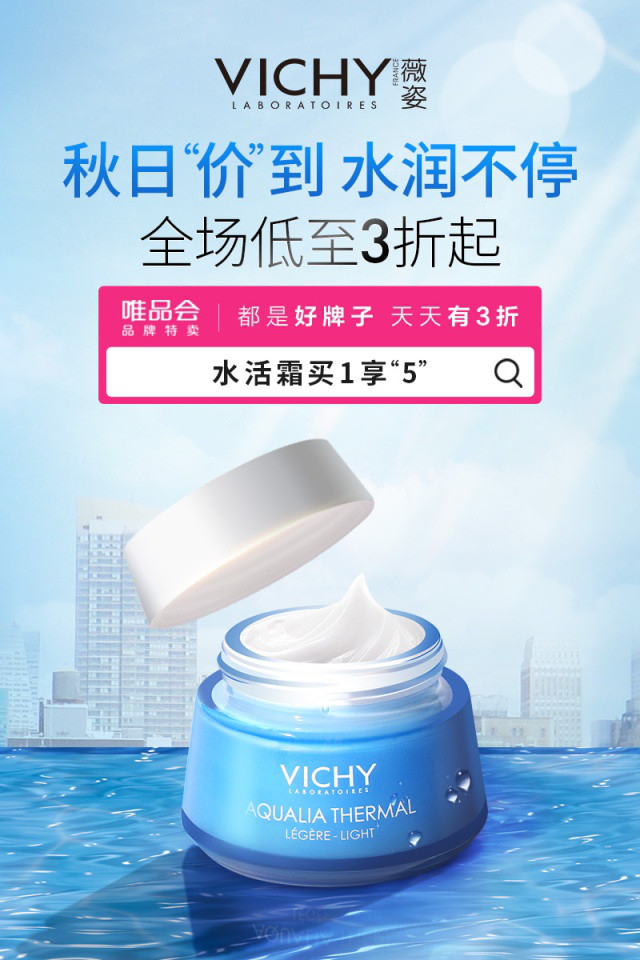 VICHY
LABORATOIRES
FRANCE
薇姿
秋日“价”到 水润不停
全场低至3折起
唯品会
品牌特卖
都是好牌子 天天有3折
水活霜买1享“5”
VICHY
LABORATOIRES
AQUALIA THERMAL
LÉGÈRE - LIGHT